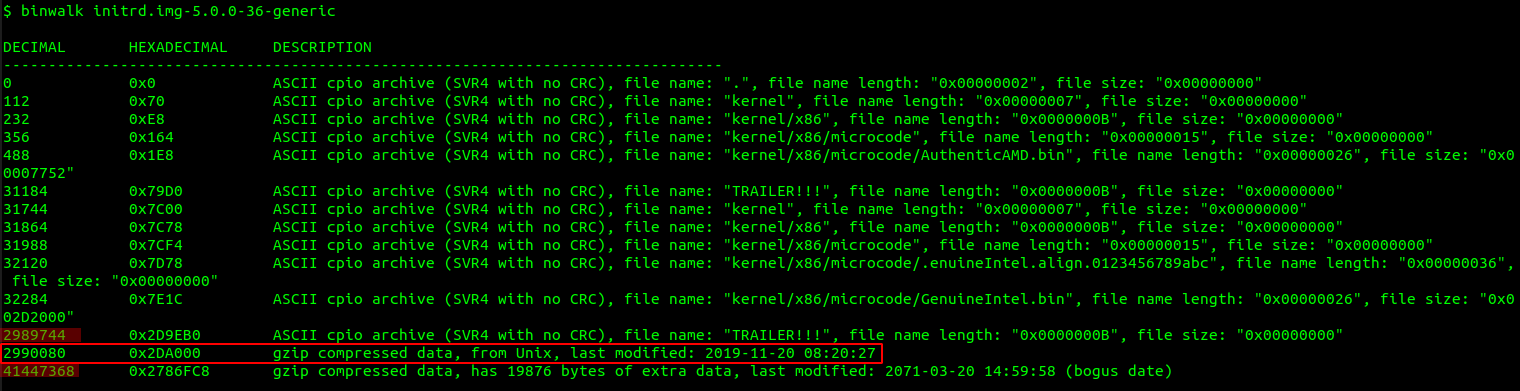 $ binwalk initrd.img-5.0.0-36-generic
DECIMAL       HEXADECIMAL     DESCRIPTION
--------------------------------------------------------------------------------
0             0x0             ASCII cpio archive (SVR4 with no CRC), file name: ".", file name length: "0x00000002", file size: "0x00000000"
112           0x70            ASCII cpio archive (SVR4 with no CRC), file name: "kernel", file name length: "0x00000007", file size: "0x00000000"
232           0xE8            ASCII cpio archive (SVR4 with no CRC), file name: "kernel/x86", file name length: "0x0000000B", file size: "0x00000000"
356           0x164           ASCII cpio archive (SVR4 with no CRC), file name: "kernel/x86/microcode", file name length: "0x00000015", file size: "0x00000000"
488           0x1E8           ASCII cpio archive (SVR4 with no CRC), file name: "kernel/x86/microcode/AuthenticAMD.bin", file name length: "0x00000026", file size: "0x0
0007752"
31184         0x79D0          ASCII cpio archive (SVR4 with no CRC), file name: "TRAILER!!!", file name length: "0x0000000B", file size: "0x00000000"
31744         0x7C00          ASCII cpio archive (SVR4 with no CRC), file name: "kernel", file name length: "0x00000007", file size: "0x00000000"
31864         0x7C78          ASCII cpio archive (SVR4 with no CRC), file name: "kernel/x86", file name length: "0x0000000B", file size: "0x00000000"
31988         0x7CF4          ASCII cpio archive (SVR4 with no CRC), file name: "kernel/x86/microcode", file name length: "0x00000015", file size: "0x00000000"
32120         0x7D78          ASCII cpio archive (SVR4 with no CRC), file name: "kernel/x86/microcode/.enuineIntel.align.0123456789abc", file name length: "0x00000036",
 file size: "0x00000000"
32284         0x7E1C          ASCII cpio archive (SVR4 with no CRC), file name: "kernel/x86/microcode/GenuineIntel.bin", file name length: "0x00000026", file size: "0x0
02D2000"
2989744       0x2D9EB0        ASCII cpio archive (SVR4 with no CRC), file name: "TRAILER!!!", file name length: "0x0000000B", file size: "0x00000000"
2990080       0x2DA000        gzip compressed data, from Unix, last modified: 2019-11-20 08:20:27
41447368      0x2786FC8       gzip compressed data, has 19876 bytes of extra data, last modified: 2071-03-20 14:59:58 (bogus date)